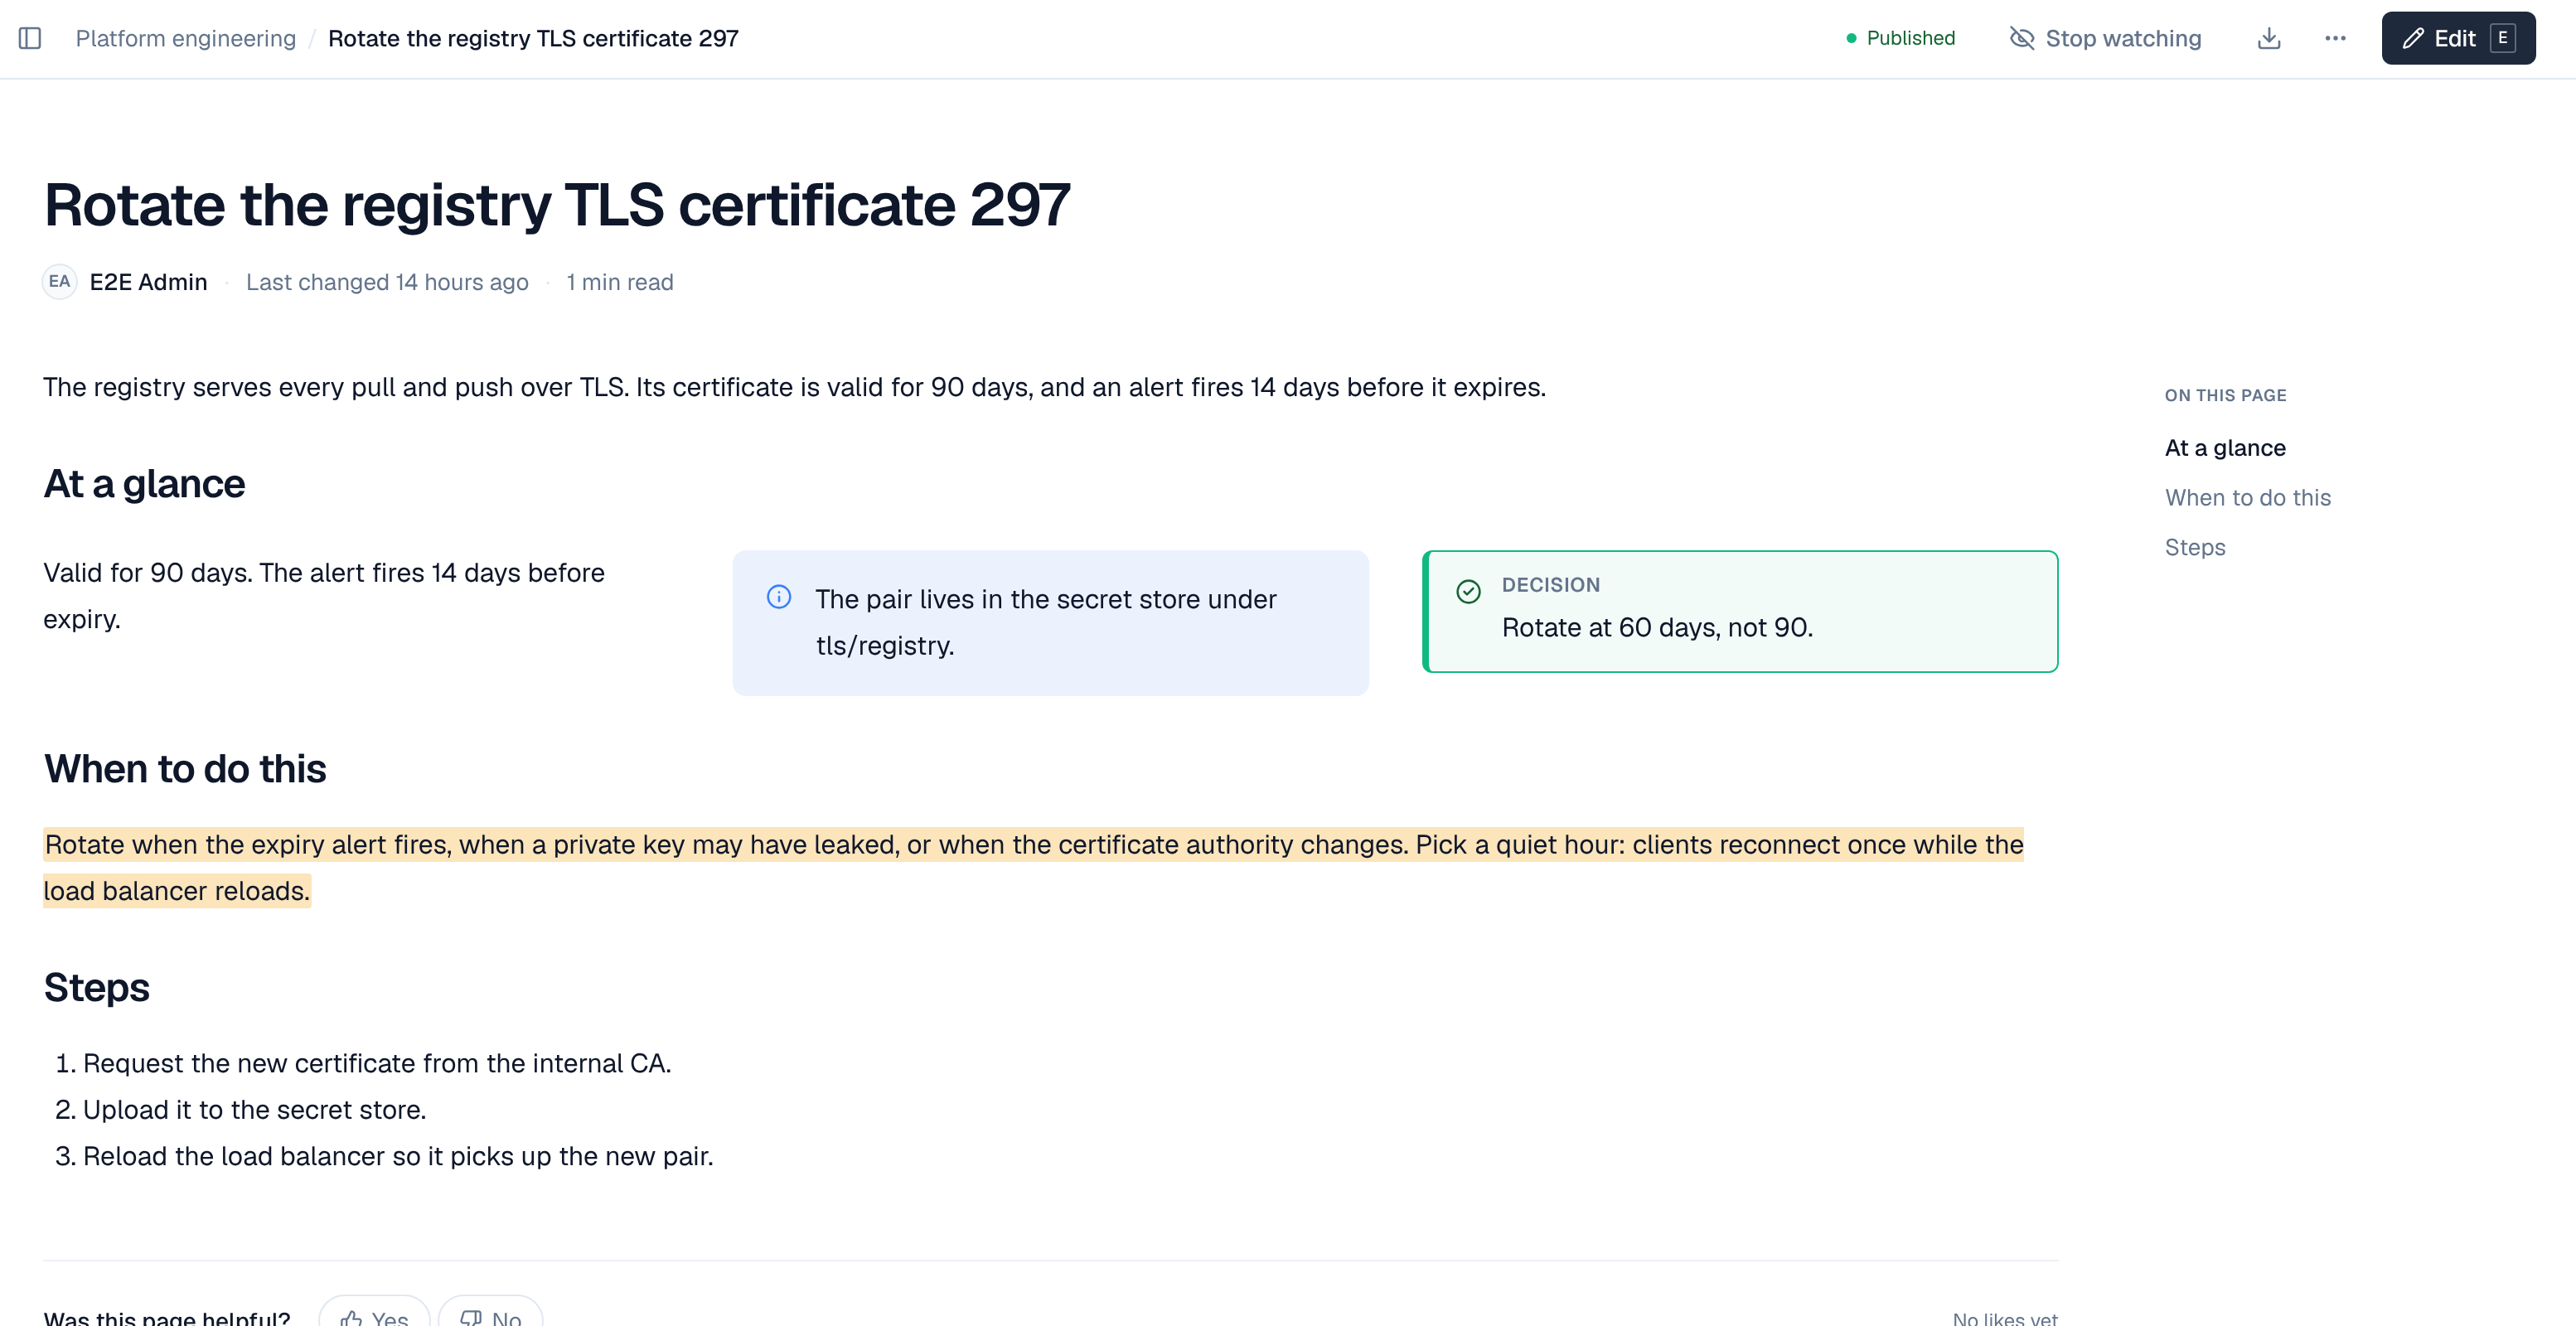 Platform engineering / Rotate the registry TLS certificate 297
Published
Stop watching
Edit E
Rotate the registry TLS certificate 297
EA E2E Admin · Last changed 14 hours ago · 1 min read
The registry serves every pull and push over TLS. Its certificate is valid for 90 days, and an alert fires 14 days before it expires.
At a glance
Valid for 90 days. The alert fires 14 days before
expiry.
The pair lives in the secret store under
tls/registry.
DECISION
Rotate at 60 days, not 90.
When to do this
Rotate when the expiry alert fires, when a private key may have leaked, or when the certificate authority changes. Pick a quiet hour: clients reconnect once while the
load balancer reloads.
Steps
1. Request the new certificate from the internal CA.
2. Upload it to the secret store.
3. Reload the load balancer so it picks up the new pair.
ON THIS PAGE
At a glance
When to do this
Steps
Was this page helpful? Yes No
No likes yet